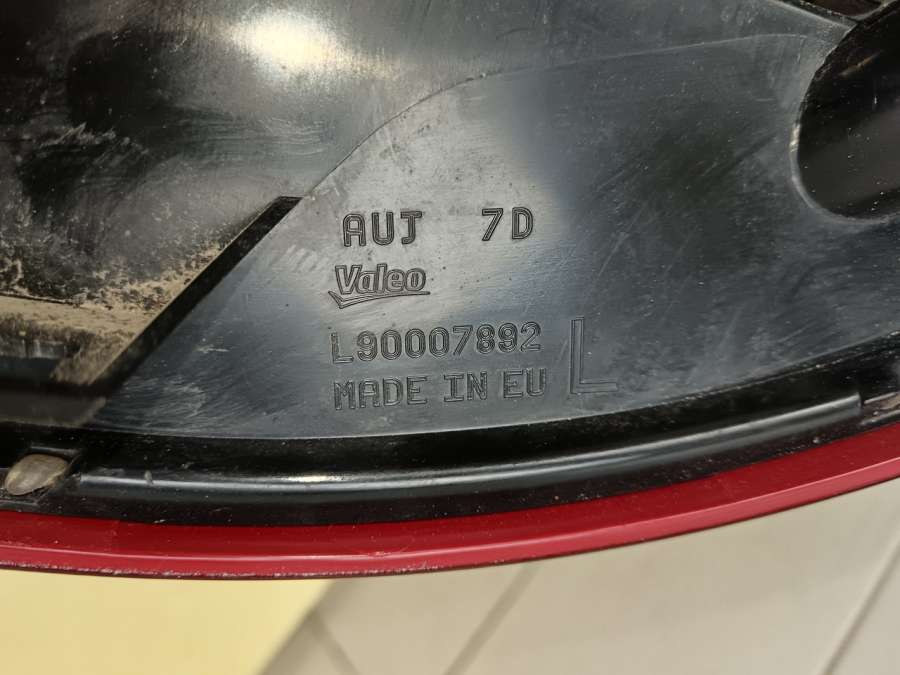 AUJ 7D
Valeo
L90007892
MADE IN EU L